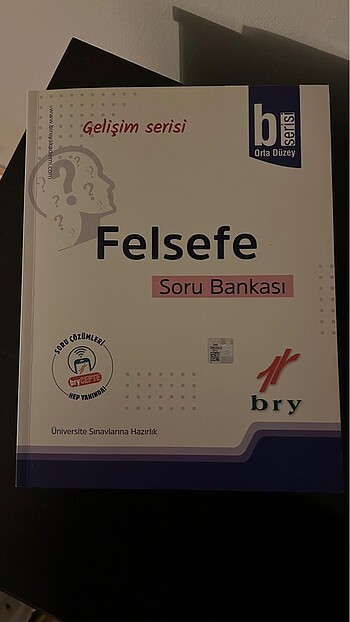 www.bryakademi.com
Gelişim serisi
b
serisi
Orta Düzey
Felsefe
Soru Bankası
SORU ÇÖZÜMLERİ
bryCEPTE
HEP YANINDA!
bry
Üniversite Sınavlarına Hazırlık